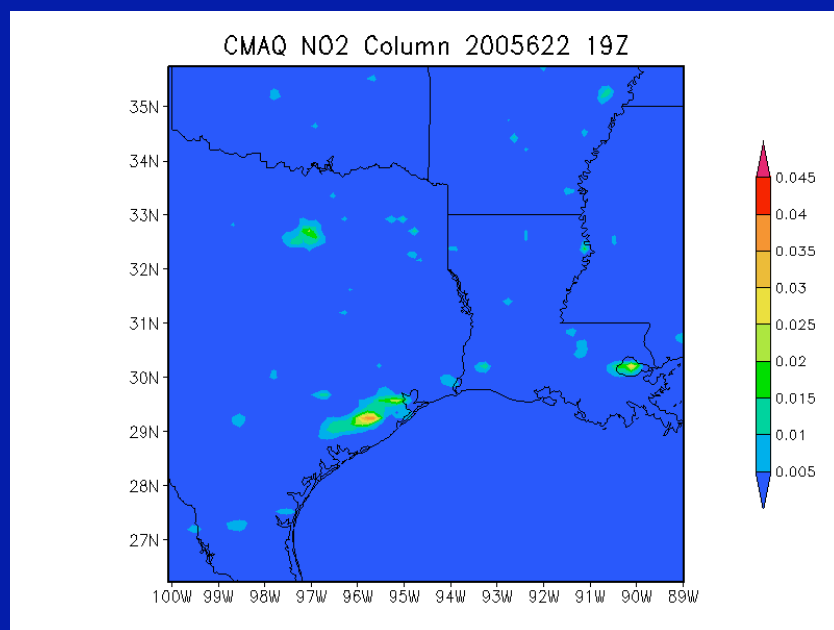 CMAQ NO2 Column 2005622 19Z
35N
34N
33N
32N
31N
30N
29N
28N
27N
100W 99W 98W 97W 96W 95W 94W 93W 92W 91W 90W 89W
0.045
0.04
0.035
0.03
0.025
0.02
0.015
0.01
0.005